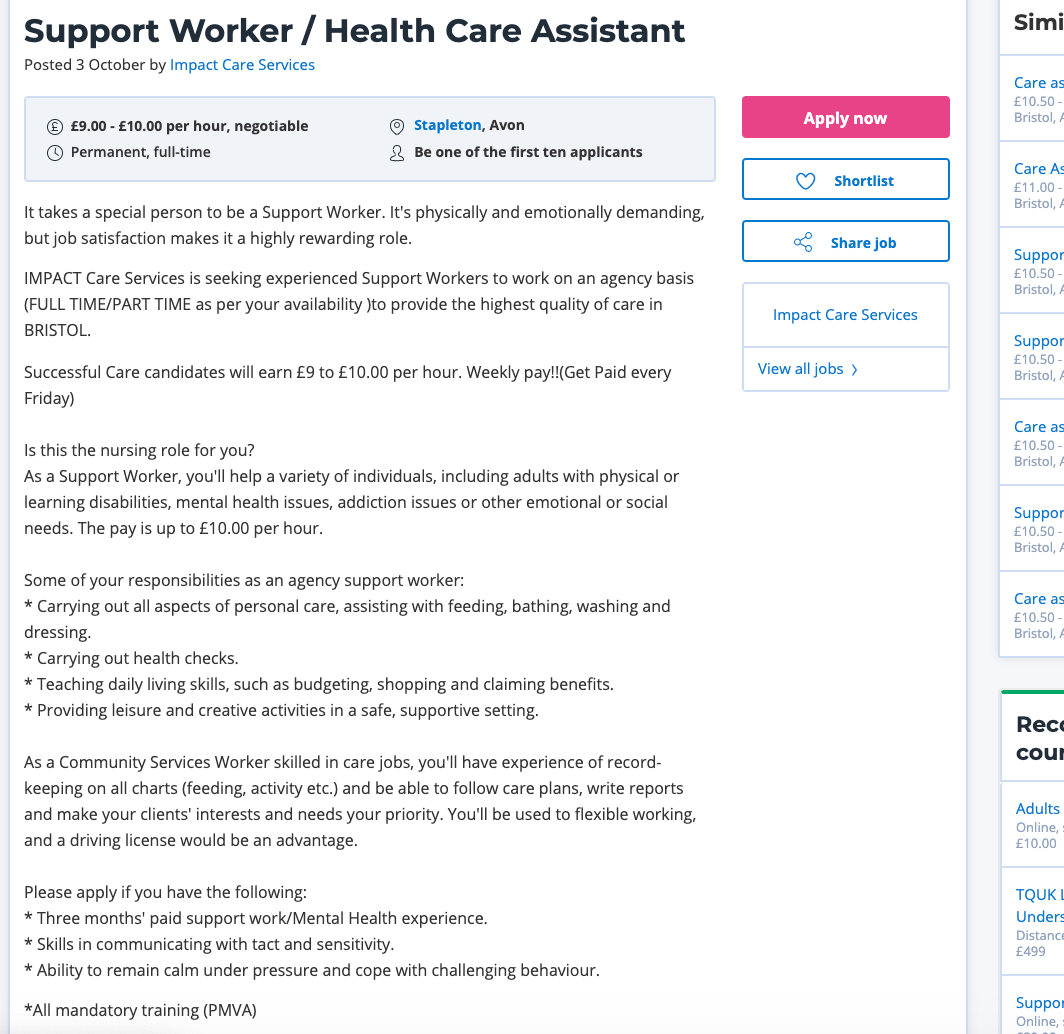 Support Worker / Health Care Assistant
Posted 3 October by Impact Care Services
£9.00 - £10.00 per hour, negotiable
Stapleton, Avon
Permanent, full-time
Be one of the first ten applicants
It takes a special person to be a Support Worker. It's physically and emotionally demanding,
but job satisfaction makes it a highly rewarding role.
IMPACT Care Services is seeking experienced Support Workers to work on an agency basis
(FULL TIME/PART TIME as per your availability )to provide the highest quality of care in
BRISTOL.
Successful Care candidates will earn £9 to £10.00 per hour. Weekly pay!!(Get Paid every
Friday)
Is this the nursing role for you?
As a Support Worker, you'll help a variety of individuals, including adults with physical or
learning disabilities, mental health issues, addiction issues or other emotional or social
needs. The pay is up to £10.00 per hour.
Some of your responsibilities as an agency support worker:
* Carrying out all aspects of personal care, assisting with feeding, bathing, washing and
dressing.
* Carrying out health checks.
* Teaching daily living skills, such as budgeting, shopping and claiming benefits.
* Providing leisure and creative activities in a safe, supportive setting.
As a Community Services Worker skilled in care jobs, you'll have experience of record-
keeping on all charts (feeding, activity etc.) and be able to follow care plans, write reports
and make your clients' interests and needs your priority. You'll be used to flexible working,
and a driving license would be an advantage.
Please apply if you have the following:
* Three months' paid support work/Mental Health experience.
* Skills in communicating with tact and sensitivity.
* Ability to remain calm under pressure and cope with challenging behaviour.
*All mandatory training (PMVA)
Apply now
Shortlist
Share job
Impact Care Services
View all jobs
Simi
Care as
£10.50 -
Bristol, A
Care As
£11.00 -
Bristol, A
Suppor
£10.50 -
Bristol, A
Suppor
£10.50 -
Bristol, A
Care as
£10.50 -
Bristol, A
Suppor
£10.50 -
Bristol, A
Care as
£10.50 -
Bristol, A
Reco
cour
Adults
Online,
£10.00
TQUK L
Unders
Distance
£499
Suppor
Online,